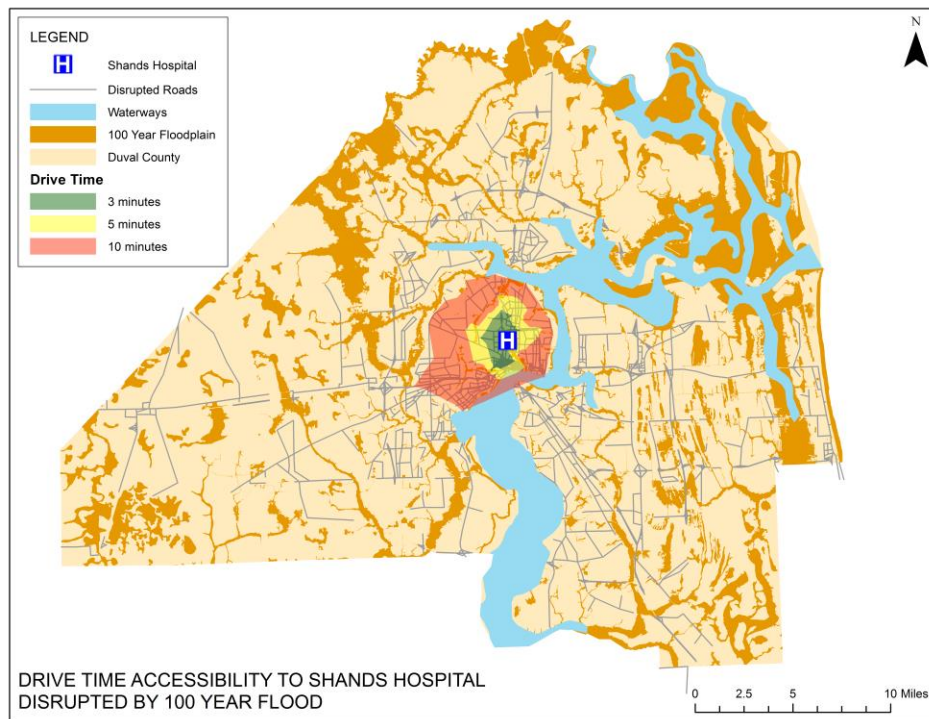 LEGEND
H
Shands Hospital
Disrupted Roads
Waterways
100 Year Floodplain
Duval County
Drive Time
3 minutes
5 minutes
10 minutes
N
H
DRIVE TIME ACCESSIBILITY TO SHANDS HOSPITAL
DISRUPTED BY 100 YEAR FLOOD
0 2.5 5 10 Miles